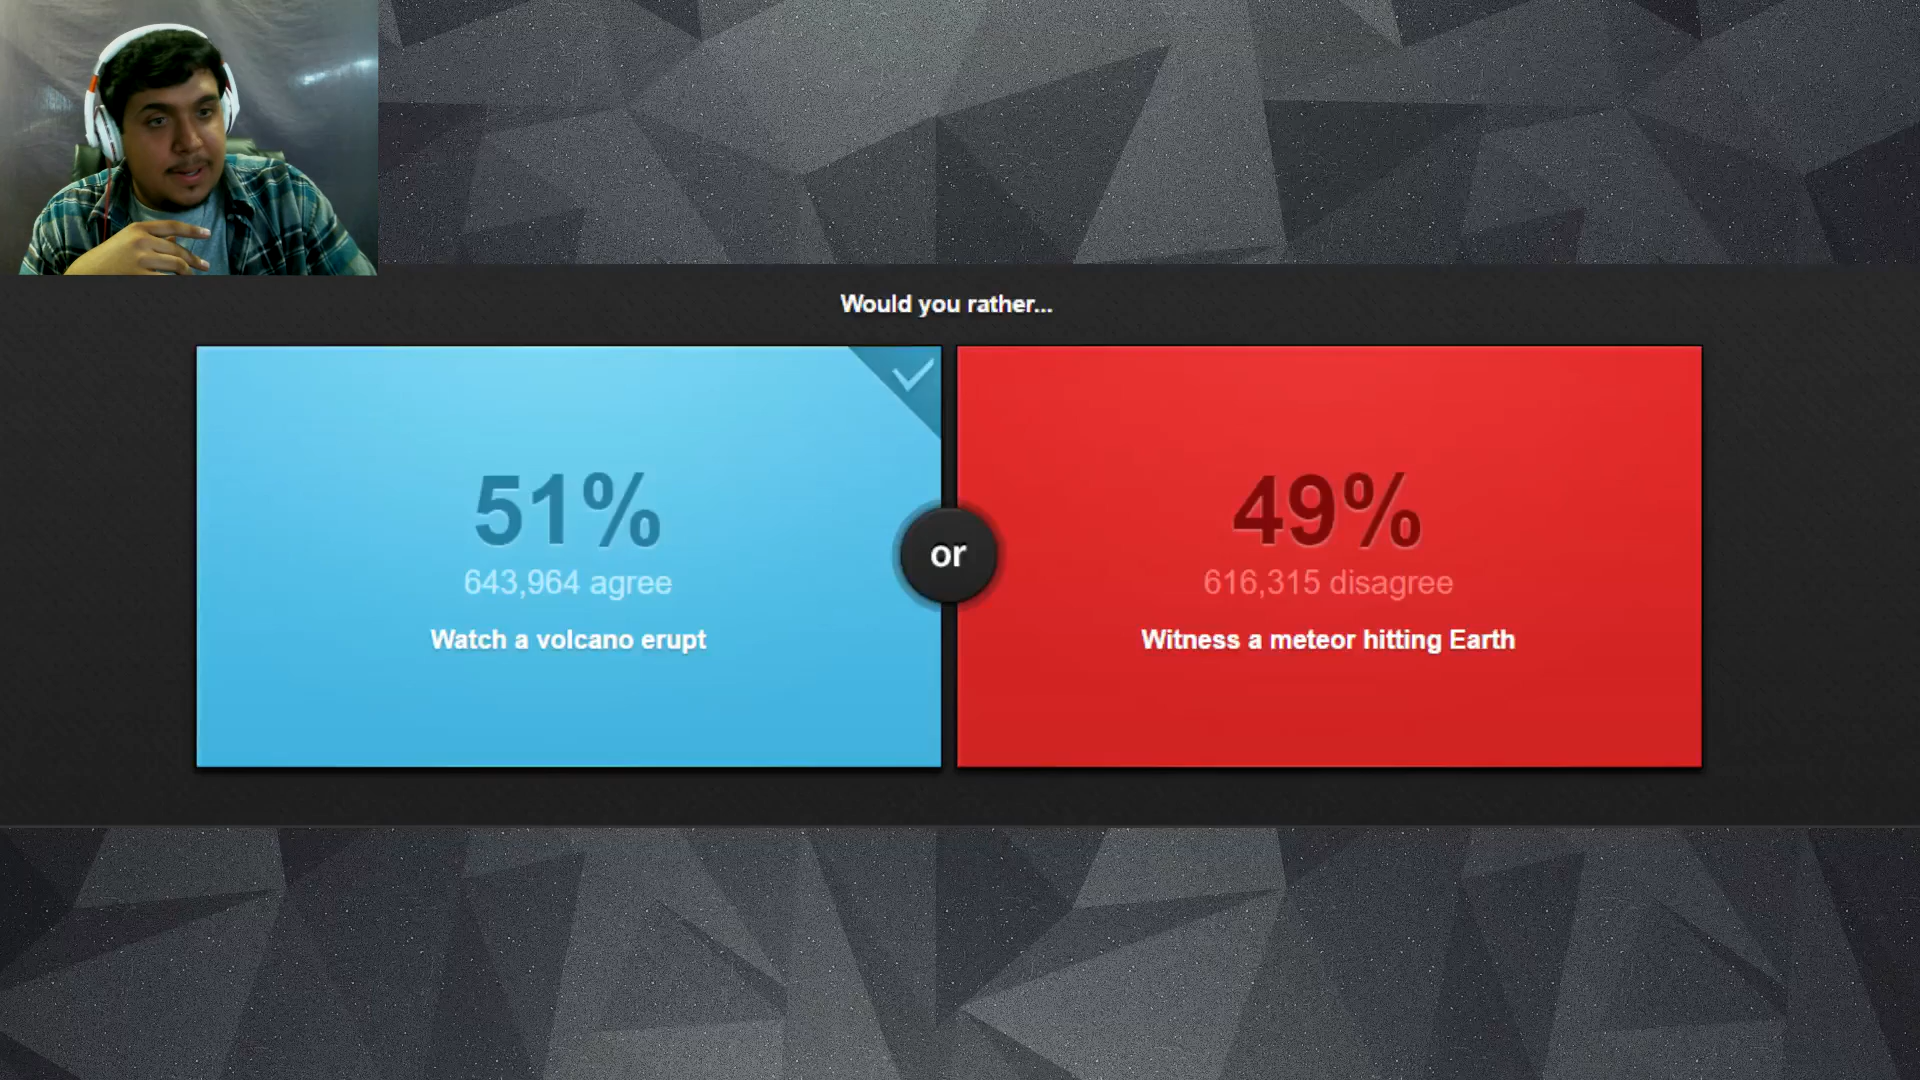 Would you rather...
51%
643,964 agree
Watch a volcano erupt
or
49%
616,315 disagree
Witness a meteor hitting Earth